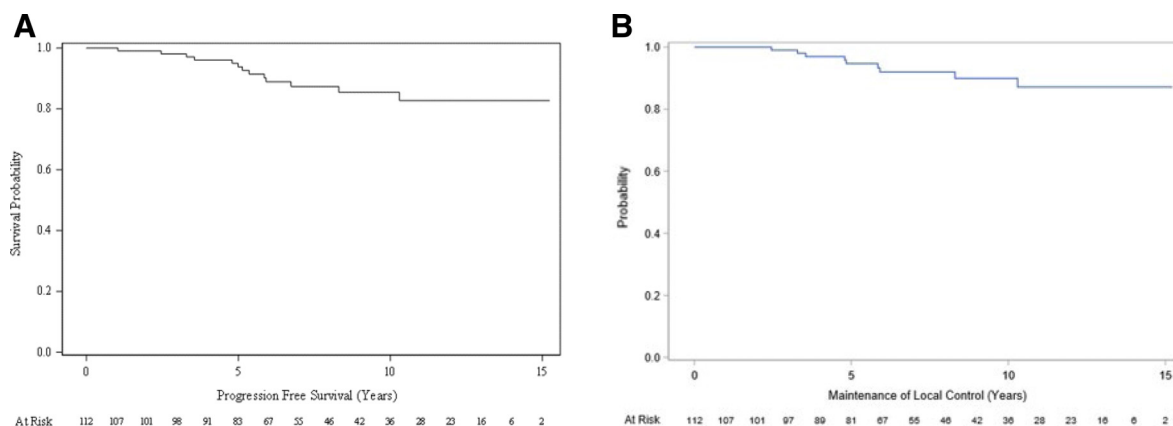 A
1.0
0.8
0.6
0.4
0.2
0.0
Survival Probability
0 5 10 15
Progression Free Survival (Years)
At Risk 112 107 101 98 91 83 67 55 46 42 36 28 23 16 6 2
B
1.0
0.8
0.6
0.4
0.2
0.0
Probability
0 5 10 15
Maintenance of Local Control (Years)
At Risk 112 107 101 97 89 81 67 55 46 42 36 28 23 16 6 2